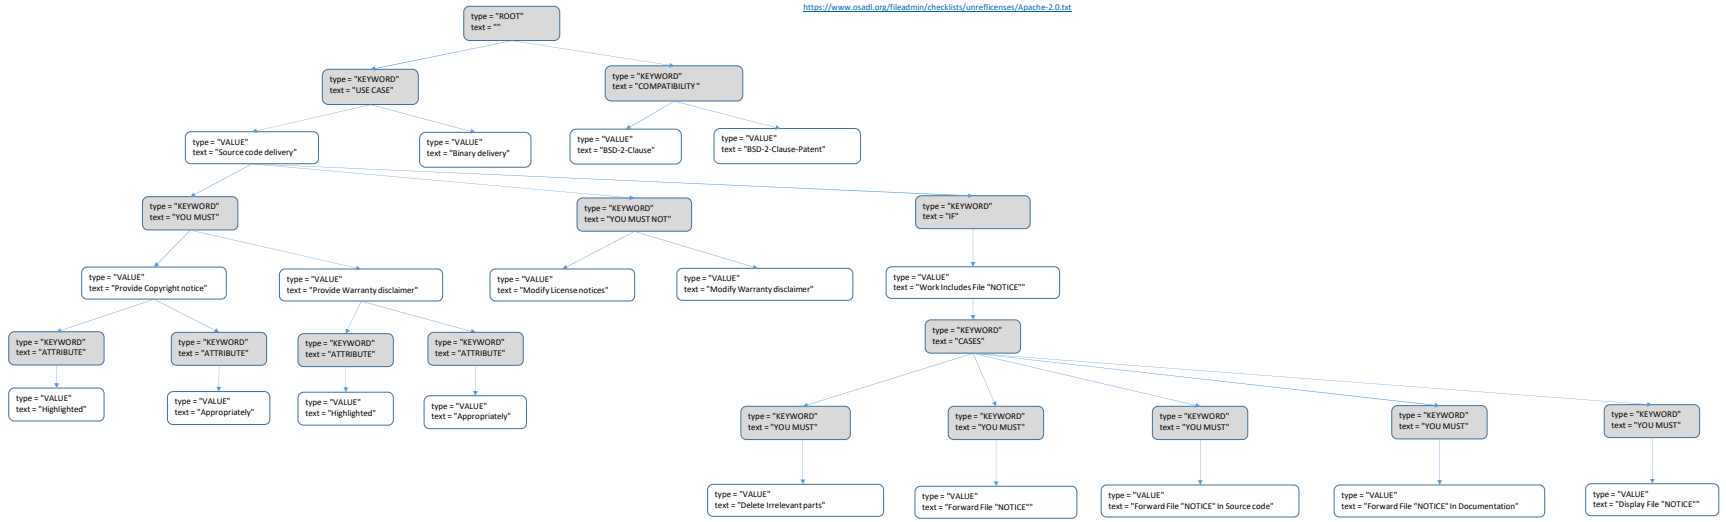 https://www.osadl.org/fileadmin/checklists/unreflicenses/Apache-2.0.txt
type = "ROOT"
text = ""
type = "KEYWORD"
text = "USE CASE"
type = "KEYWORD"
text = "COMPATIBILITY "
type = "VALUE"
text = "Source code delivery"
type = "VALUE"
text = "Binary delivery"
type = "VALUE"
text = "BSD-2-Clause"
type = "VALUE"
text = "BSD-2-Clause-Patent"
type = "KEYWORD"
text = "YOU MUST"
type = "KEYWORD"
text = "YOU MUST NOT"
type = "KEYWORD"
text = "IF"
type = "VALUE"
text = "Provide Copyright notice"
type = "VALUE"
text = "Provide Warranty disclaimer"
type = "VALUE"
text = "Modify License notices"
type = "VALUE"
text = "Modify Warranty disclaimer"
type = "VALUE"
text = "Work Includes File "NOTICE""
type = "KEYWORD"
text = "ATTRIBUTE"
type = "KEYWORD"
text = "ATTRIBUTE"
type = "KEYWORD"
text = "ATTRIBUTE"
type = "KEYWORD"
text = "ATTRIBUTE"
type = "KEYWORD"
text = "CASES"
type = "VALUE"
text = "Highlighted"
type = "VALUE"
text = "Appropriately"
type = "VALUE"
text = "Highlighted"
type = "VALUE"
text = "Appropriately"
type = "KEYWORD"
text = "YOU MUST"
type = "KEYWORD"
text = "YOU MUST"
type = "KEYWORD"
text = "YOU MUST"
type = "KEYWORD"
text = "YOU MUST"
type = "KEYWORD"
text = "YOU MUST"
type = "VALUE"
text = "Delete Irrelevant parts"
type = "VALUE"
text = "Forward File "NOTICE""
type = "VALUE"
text = "Forward File "NOTICE" In Source code"
type = "VALUE"
text = "Forward File "NOTICE" In Documentation"
type = "VALUE"
text = "Display File "NOTICE""